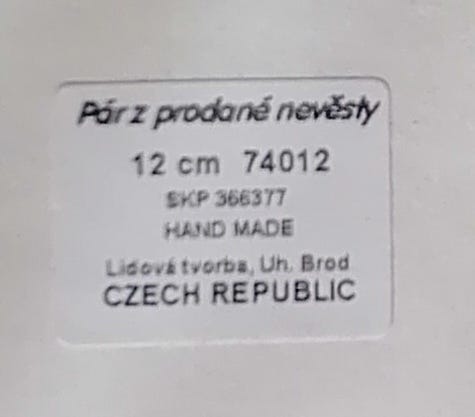 Pár z prodané nevěsty
12 cm 74012
SKP 366377
HAND MADE
Lidová tvorba, Uh. Brod
CZECH REPUBLIC